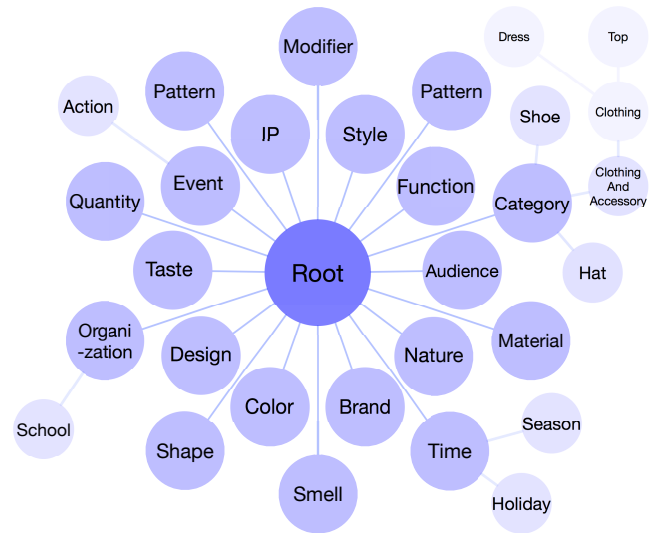 Dress
Top
Modifier
Pattern
Pattern
Action
Clothing
Shoe
IP
Style
Event
Function
Clothing
And
Accessory
Quantity
Category
Taste
Root
Audience
Hat
Organi
-zation
Design
Nature
Material
Color
Brand
School
Season
Shape
Time
Smell
Holiday